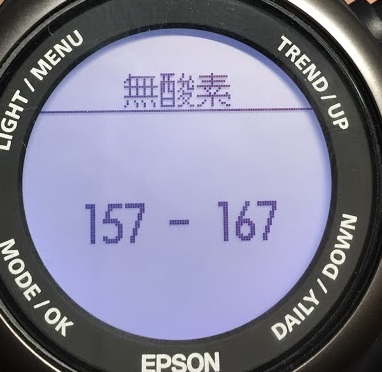 LIGHT / MENU
TREND / UP
無酸素
157 - 167
MODE / OK
DAILY / DOWN
EPSON